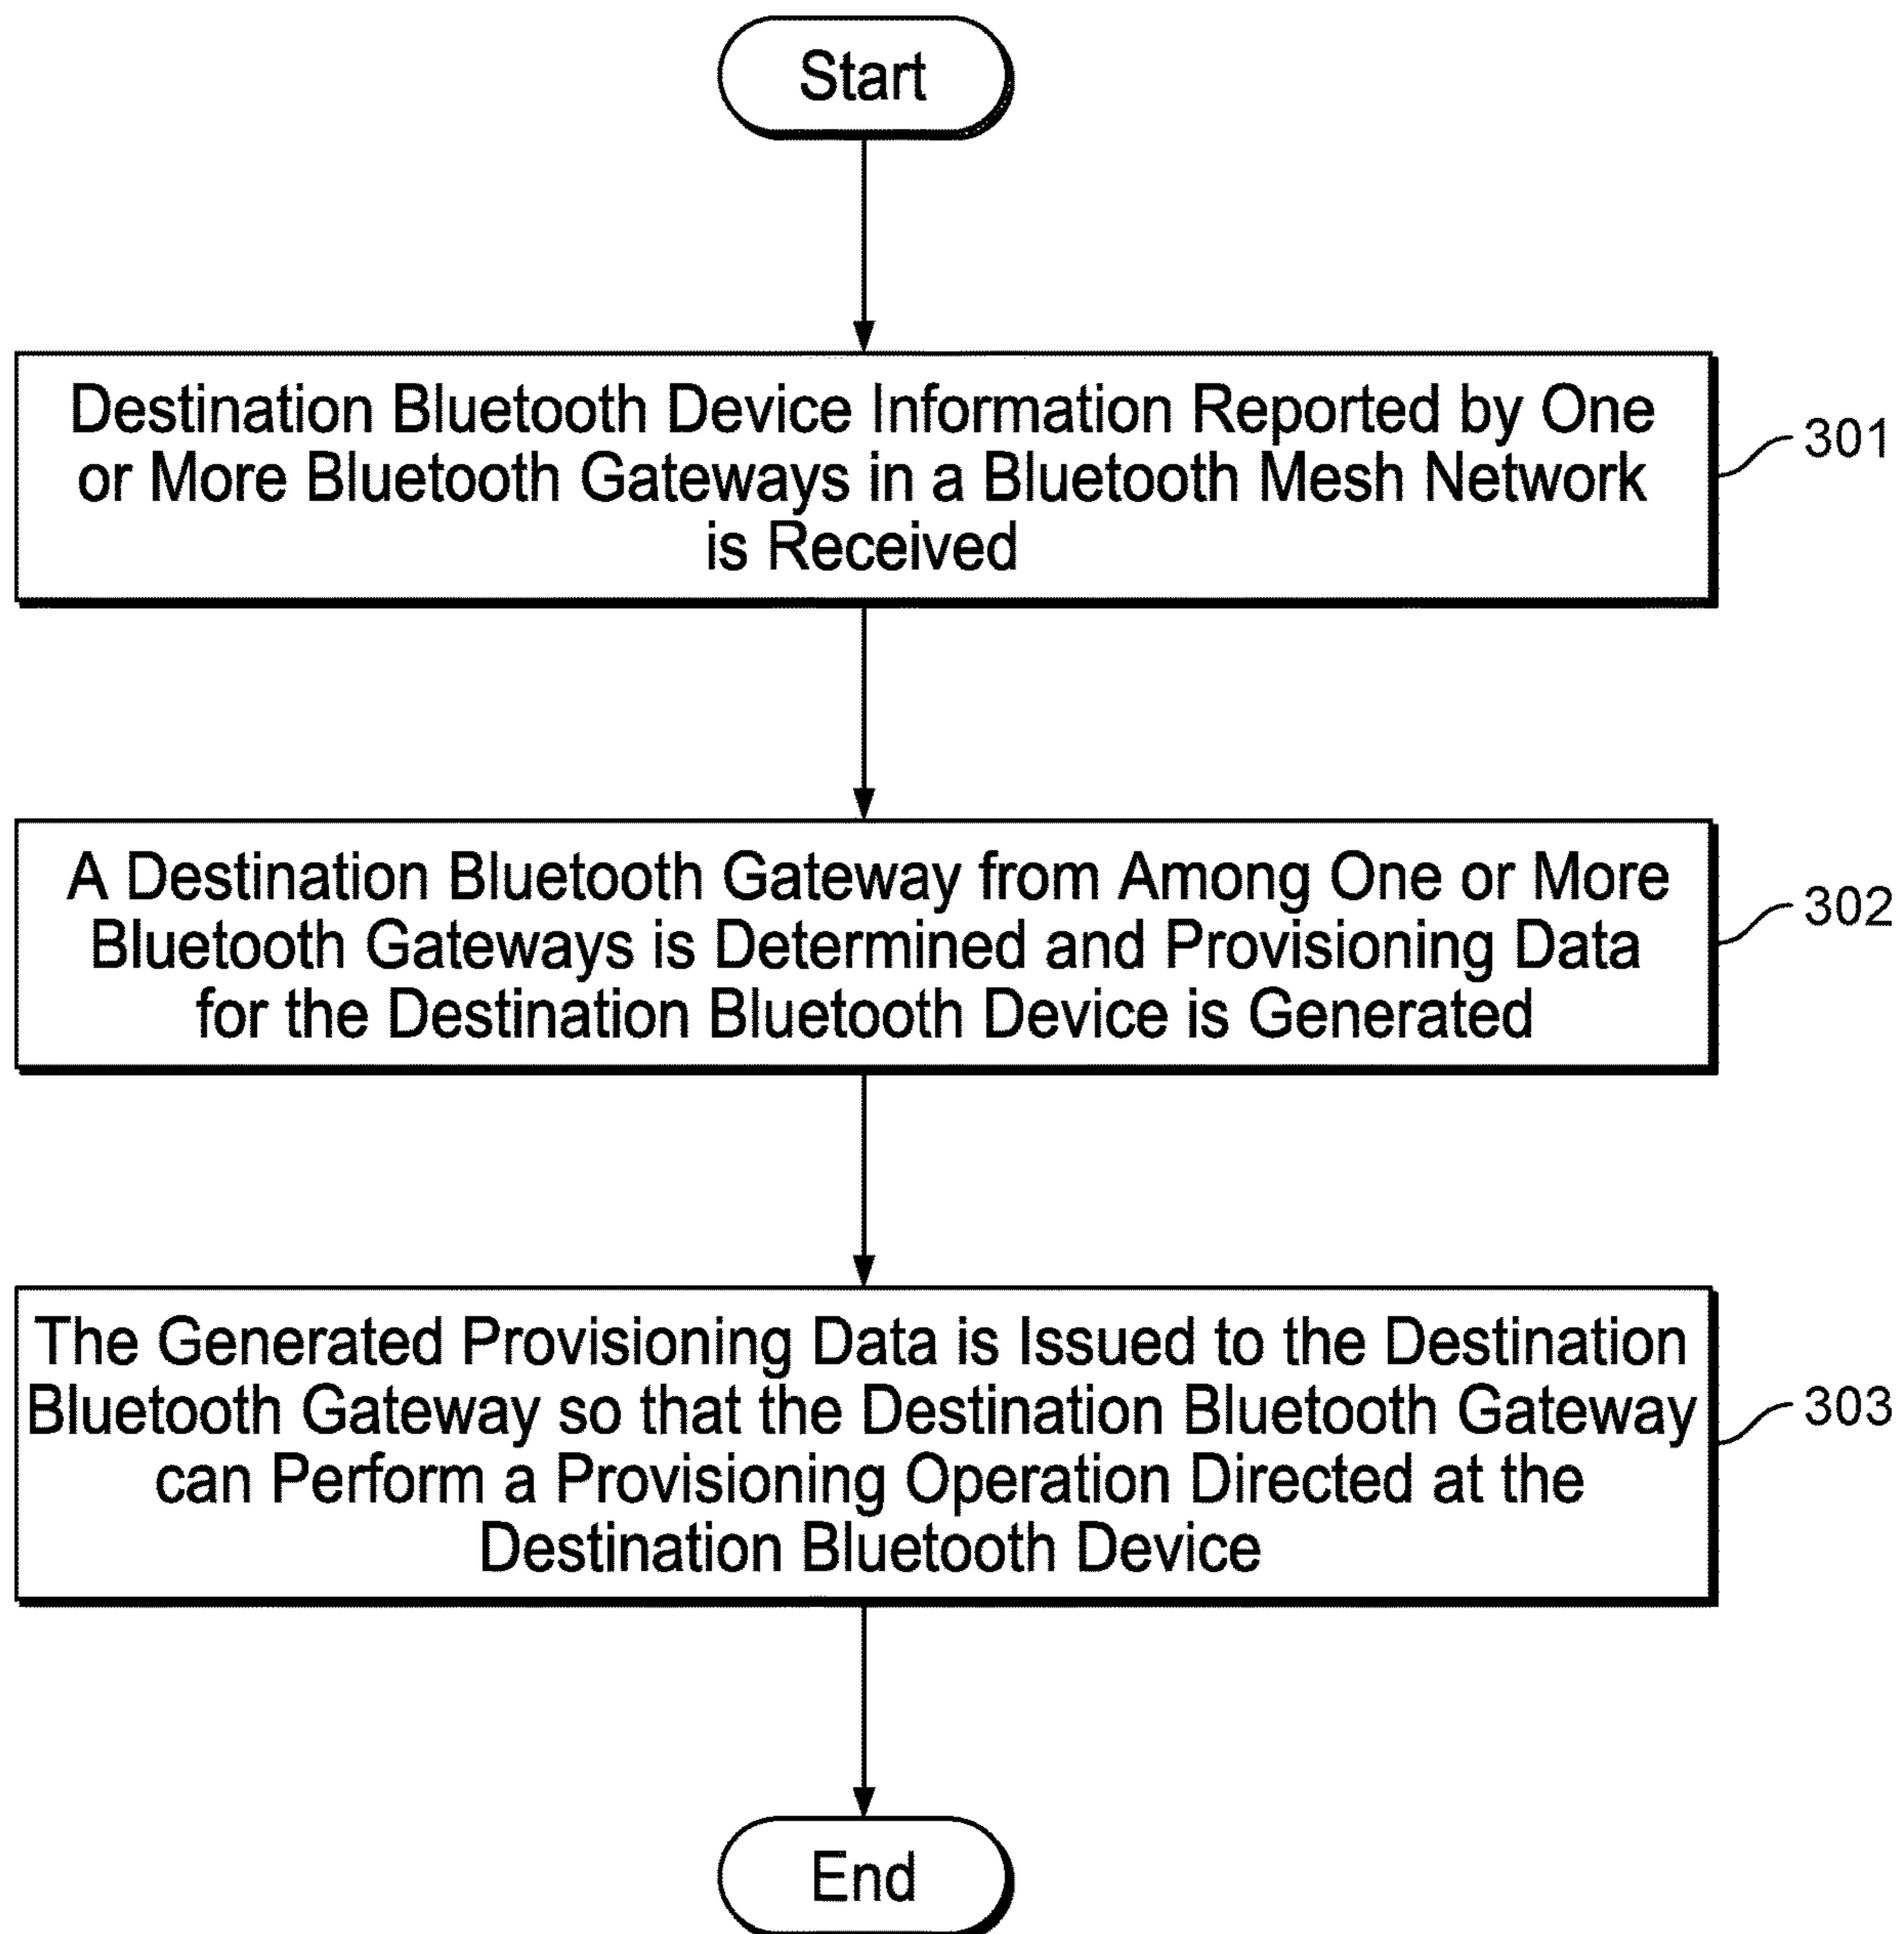 Start
Destination Bluetooth Device Information Reported by One
or More Bluetooth Gateways in a Bluetooth Mesh Network
is Received
301
A Destination Bluetooth Gateway from Among One or More
Bluetooth Gateways is Determined and Provisioning Data
for the Destination Bluetooth Device is Generated
302
The Generated Provisioning Data is Issued to the Destination
Bluetooth Gateway so that the Destination Bluetooth Gateway
can Perform a Provisioning Operation Directed at the
Destination Bluetooth Device
303
End